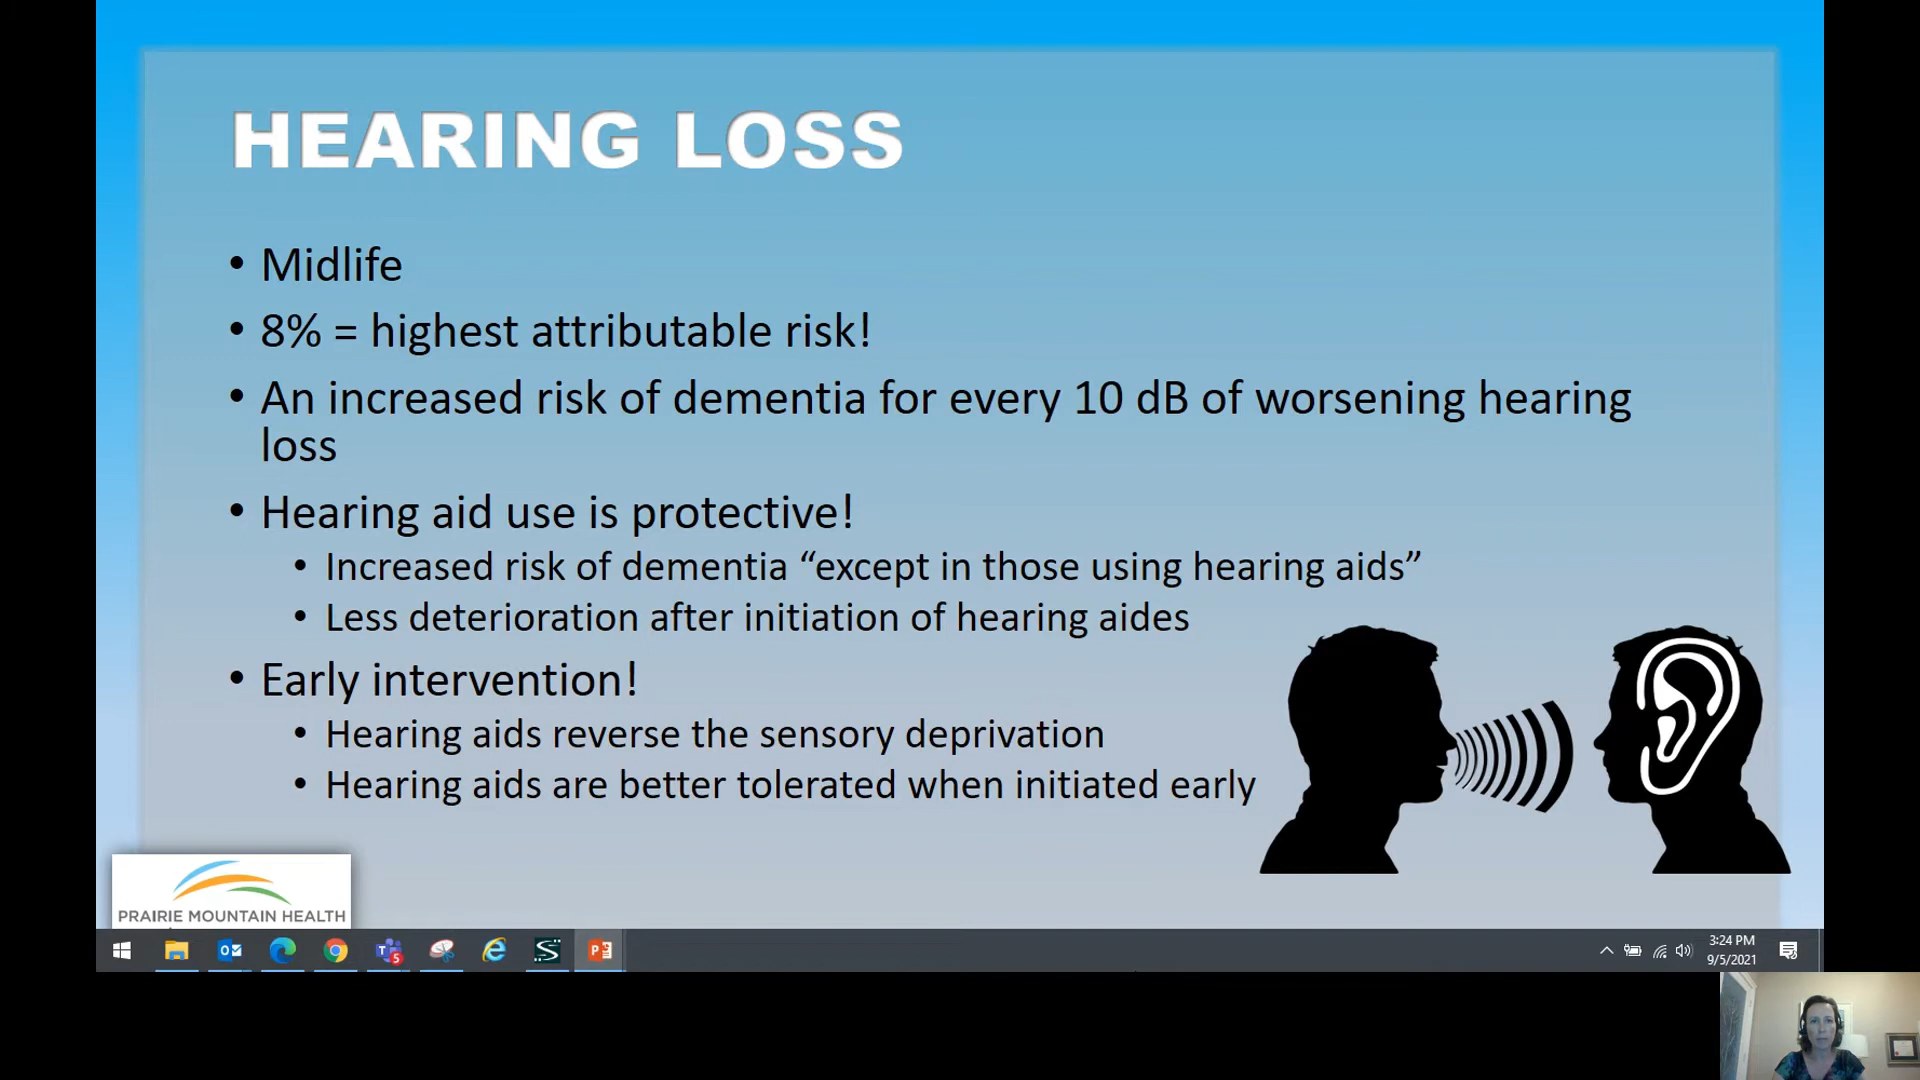 HEARING LOSS
• Midlife
• 8% = highest attributable risk!
• An increased risk of dementia for every 10 dB of worsening hearing
loss
• Hearing aid use is protective!
• Increased risk of dementia “except in those using hearing aids”
• Less deterioration after initiation of hearing aides
• Early intervention!
• Hearing aids reverse the sensory deprivation
• Hearing aids are better tolerated when initiated early
PRAIRIE MOUNTAIN HEALTH
5
3:24 PM
9/5/2021